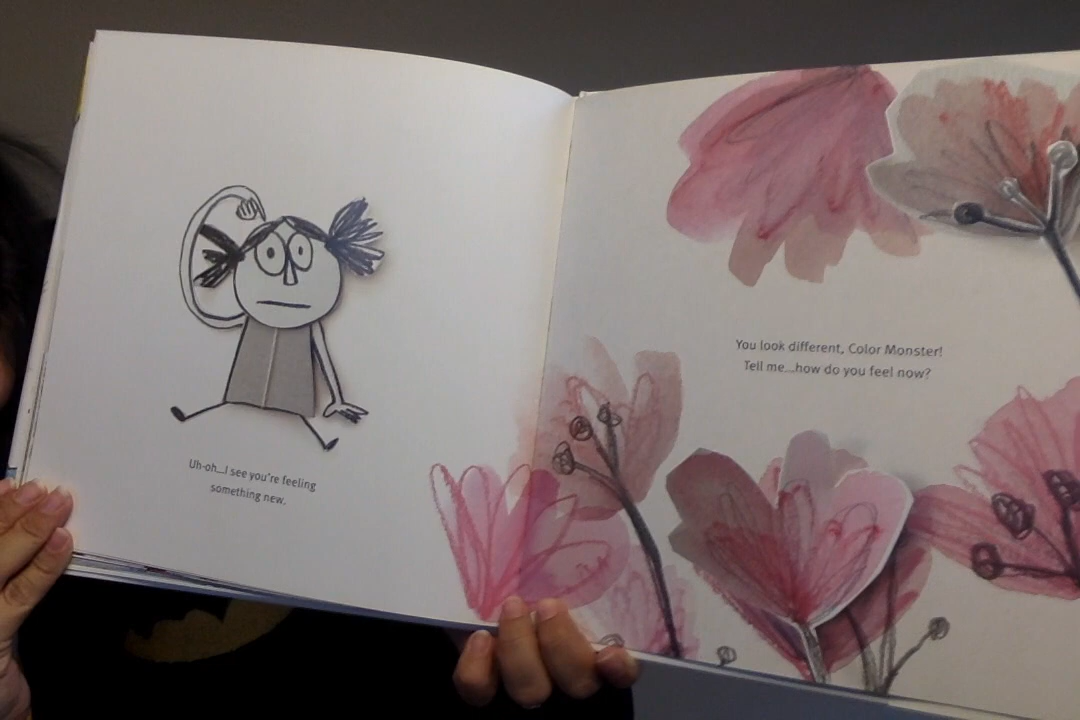 Uh-oh...I see you're feeling
something new.
You look different, Color Monster!
Tell me...how do you feel now?